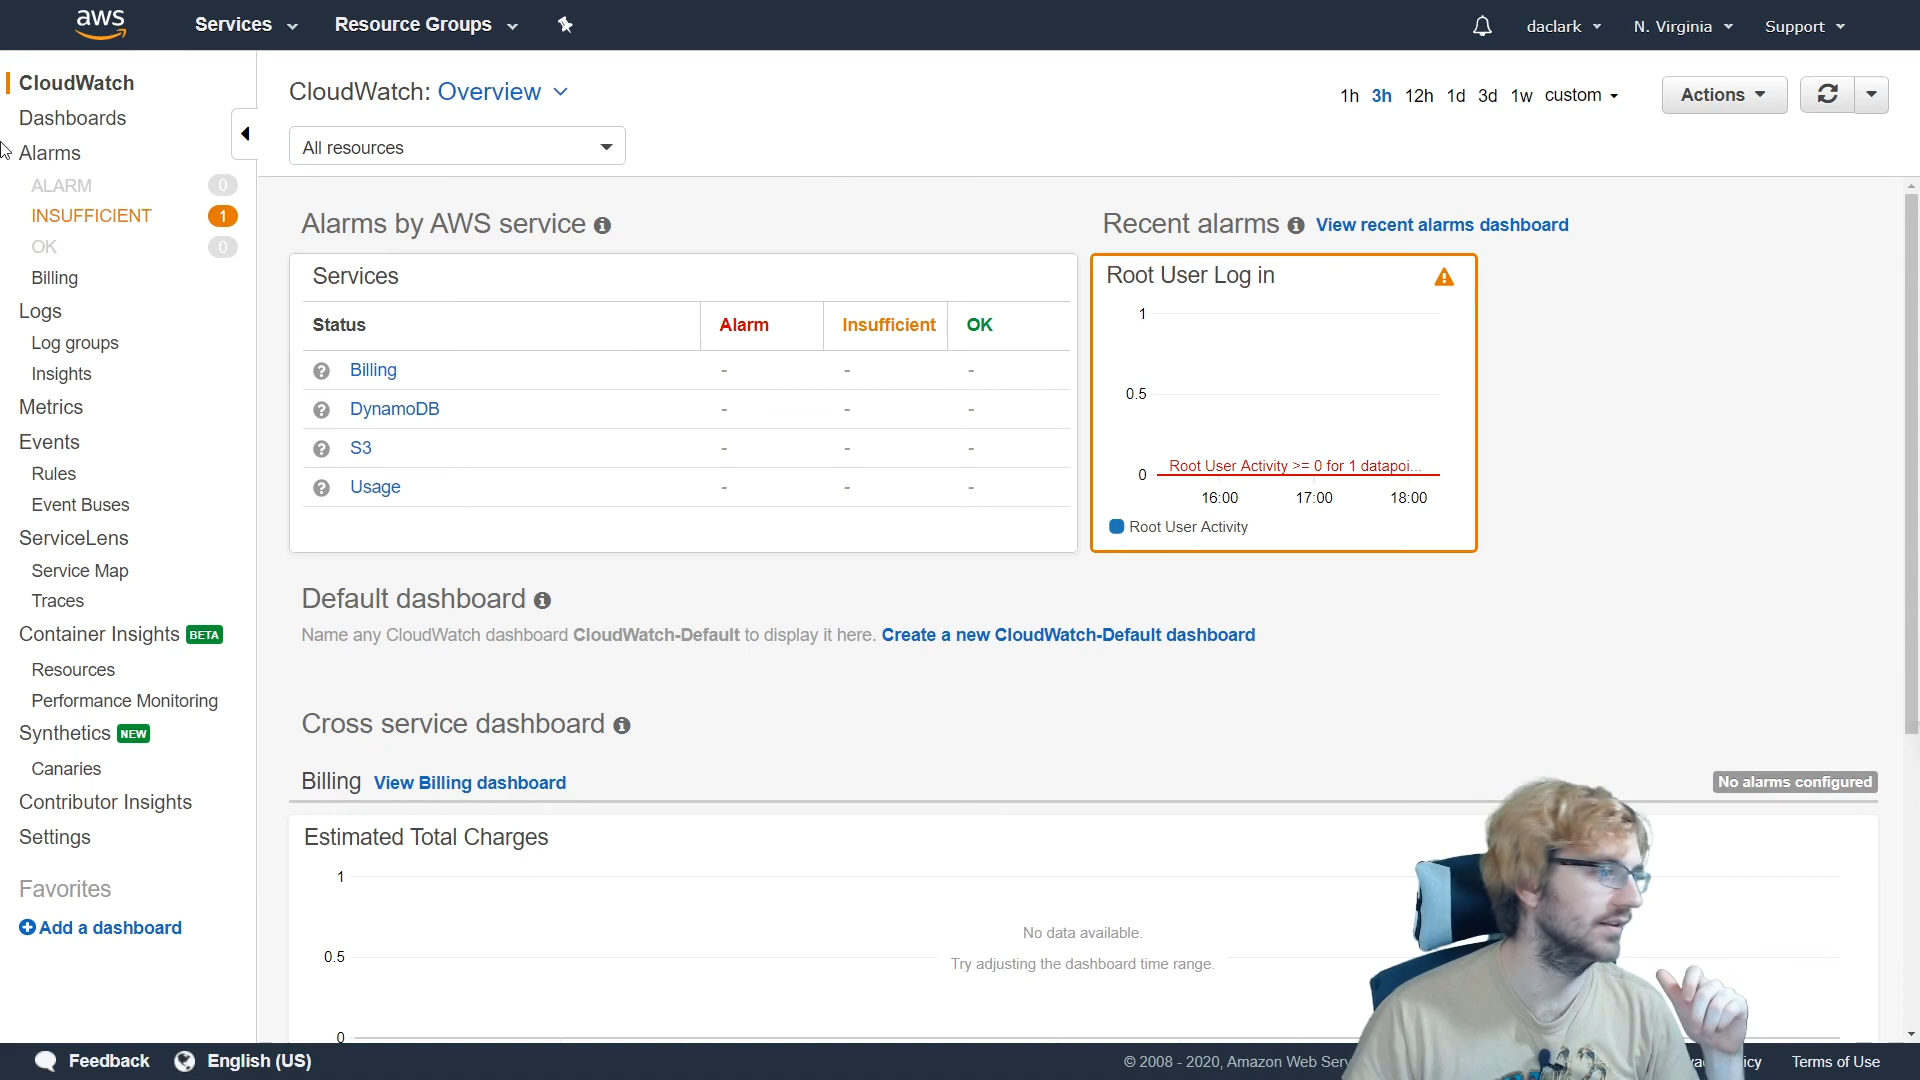 aws
Services
Resource Groups
daclark
N. Virginia
Support
CloudWatch
Dashboards
Alarms
ALARM 0
INSUFFICIENT 1
OK 0
Billing
Logs
Log groups
Insights
Metrics
Events
Rules
Event Buses
ServiceLens
Service Map
Traces
Container Insights BETA
Resources
Performance Monitoring
Synthetics NEW
Canaries
Contributor Insights
Settings
Favorites
Add a dashboard
CloudWatch: Overview
1h 3h 12h 1d 3d 1w custom
Actions
All resources
Alarms by AWS service
Services
Status Alarm Insufficient OK
? Billing - - -
? DynamoDB - - -
? S3 - - -
? Usage - - -
Recent alarms View recent alarms dashboard
Root User Log in
1
0.5
0
Root User Activity >= 0 for 1 datapoi...
16:00 17:00 18:00
Root User Activity
Default dashboard
Name any CloudWatch dashboard CloudWatch-Default to display it here. Create a new CloudWatch-Default dashboard
Cross service dashboard
Billing View Billing dashboard
No alarms configured
Estimated Total Charges
1
0.5
0
No data available.
Try adjusting the dashboard time range.
Feedback
English (US)
© 2008 - 2020, Amazon Web
Terms of Use